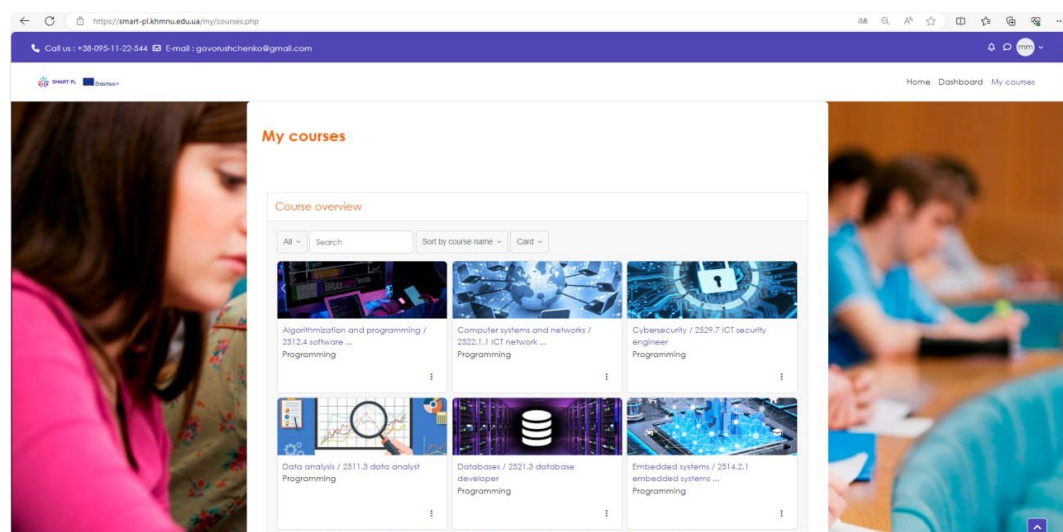 https://smart-pl.khmnu.edu.ua/my/courses.php
Call us : +38-095-11-22-544 E-mail : govorushchenko@gmail.com
mm
SMART PL Erasmus+
Home Dashboard My courses
My courses
Course overview
All Search Sort by course name Card
Algorithmization and programming /
2512.4 software ...
Programming
Computer systems and networks /
2522.1.1 ICT network ...
Programming
Cybersecurity / 2529.7 ICT security
engineer
Programming
Data analysis / 2511.3 data analyst
Programming
Databases / 2521.3 database
developer
Programming
Embedded systems / 2514.2.1
embedded systems ...
Programming